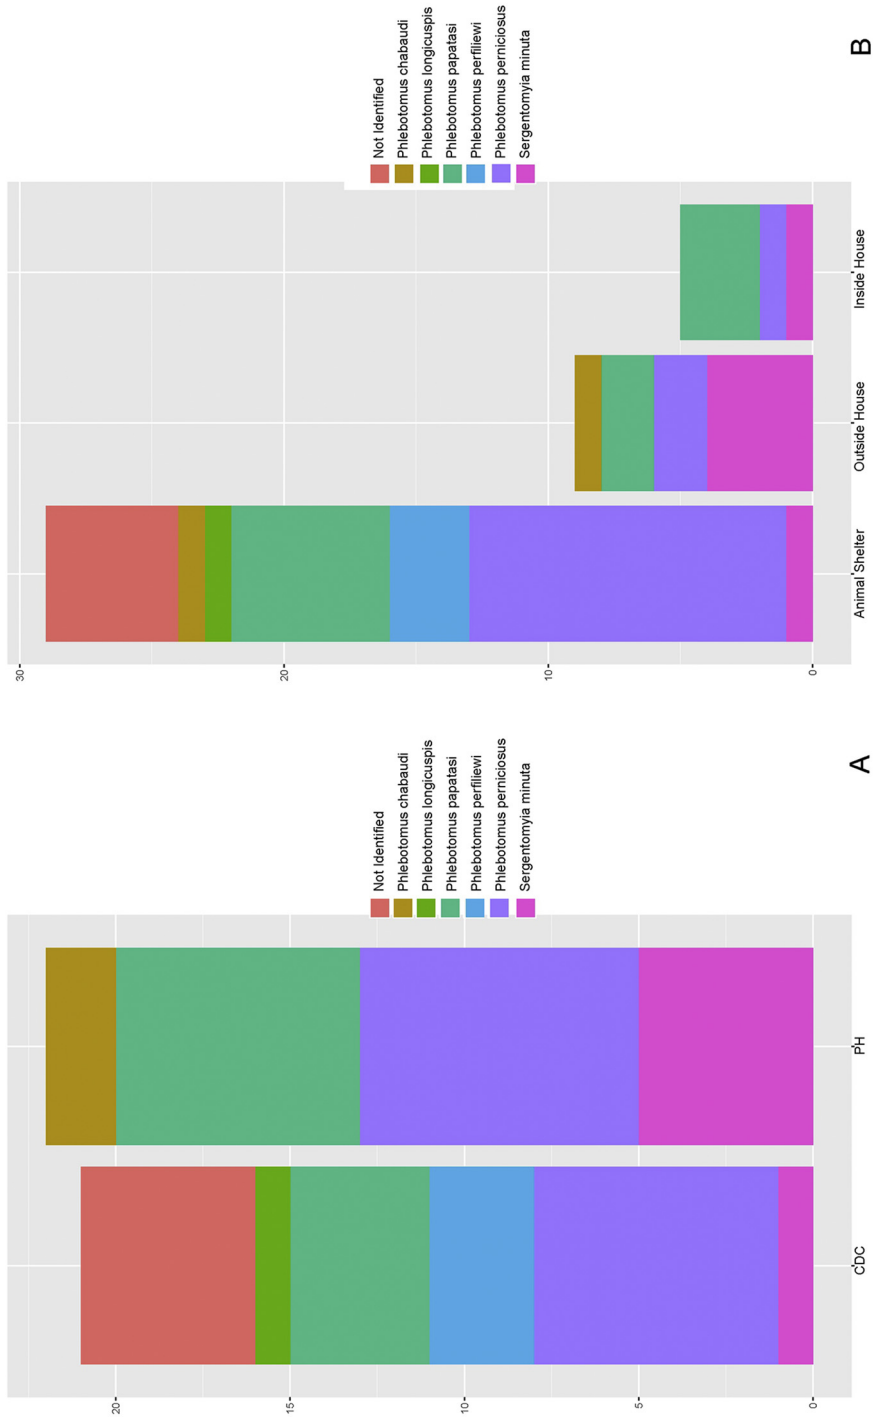 20
15
10
5
0
CDC
PH
Not Identified
Phlebotomus chabaudi
Phlebotomus longicuspis
Phlebotomus papatasi
Phlebotomus perfiliewi
Phlebotomus perniciosus
Sergentomyia minuta
A
30
20
10
0
Animal Shelter
Outside House
Inside House
Not Identified
Phlebotomus chabaudi
Phlebotomus longicuspis
Phlebotomus papatasi
Phlebotomus perfiliewi
Phlebotomus perniciosus
Sergentomyia minuta
B